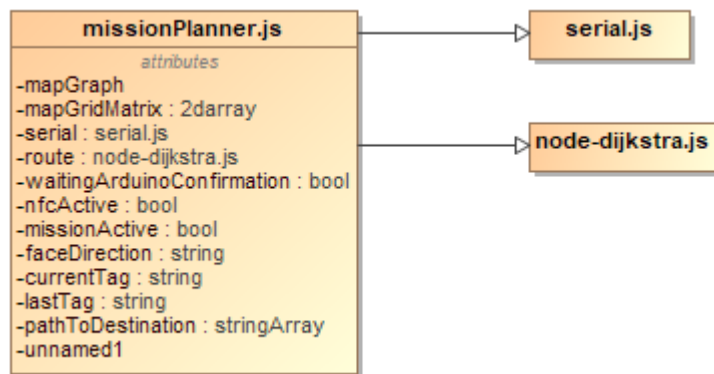 missionPlanner.js
attributes
-mapGraph
-mapGridMatrix : 2darray
-serial : serial.js
-route : node-dijkstra.js
-waitingArduinoConfirmation : bool
-nfcActive : bool
-missionActive : bool
-faceDirection : string
-currentTag : string
-lastTag : string
-pathToDestination : stringArray
-unnamed1
serial.js
node-dijkstra.js